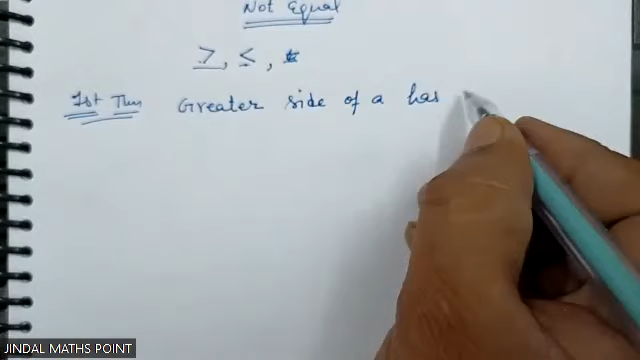 Not Equal
≥, ≤,
1st Thm Greater side of a has
JINDAL MATHS POINT